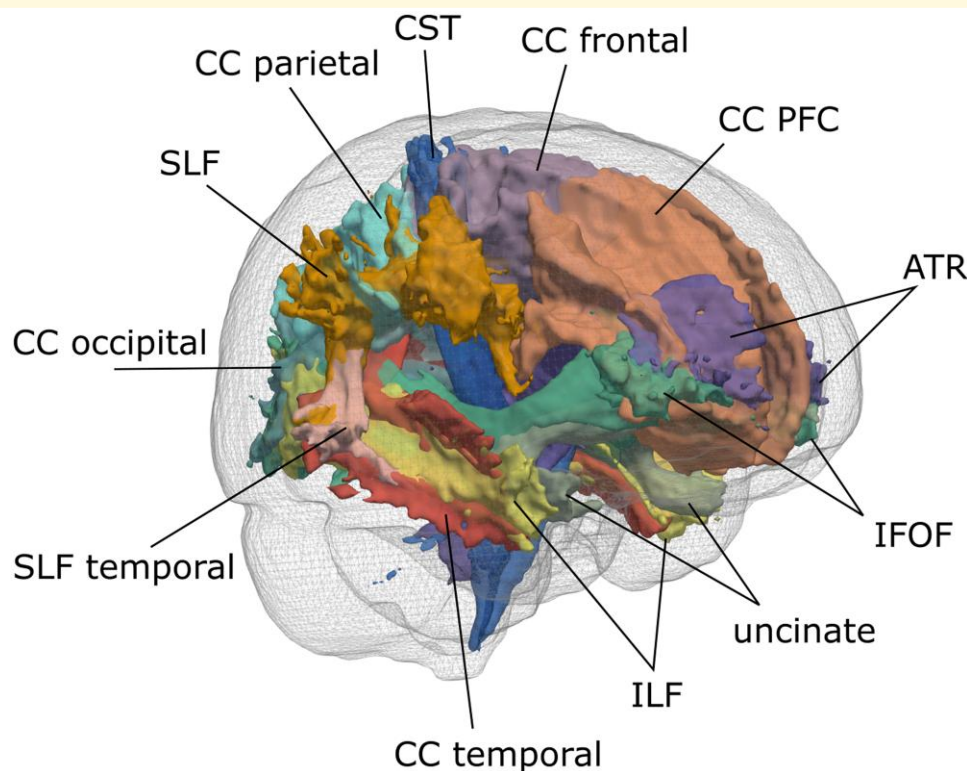 CST
CC frontal
CC parietal
CC PFC
SLF
ATR
CC occipital
IFOF
SLF temporal
uncinate
ILF
CC temporal